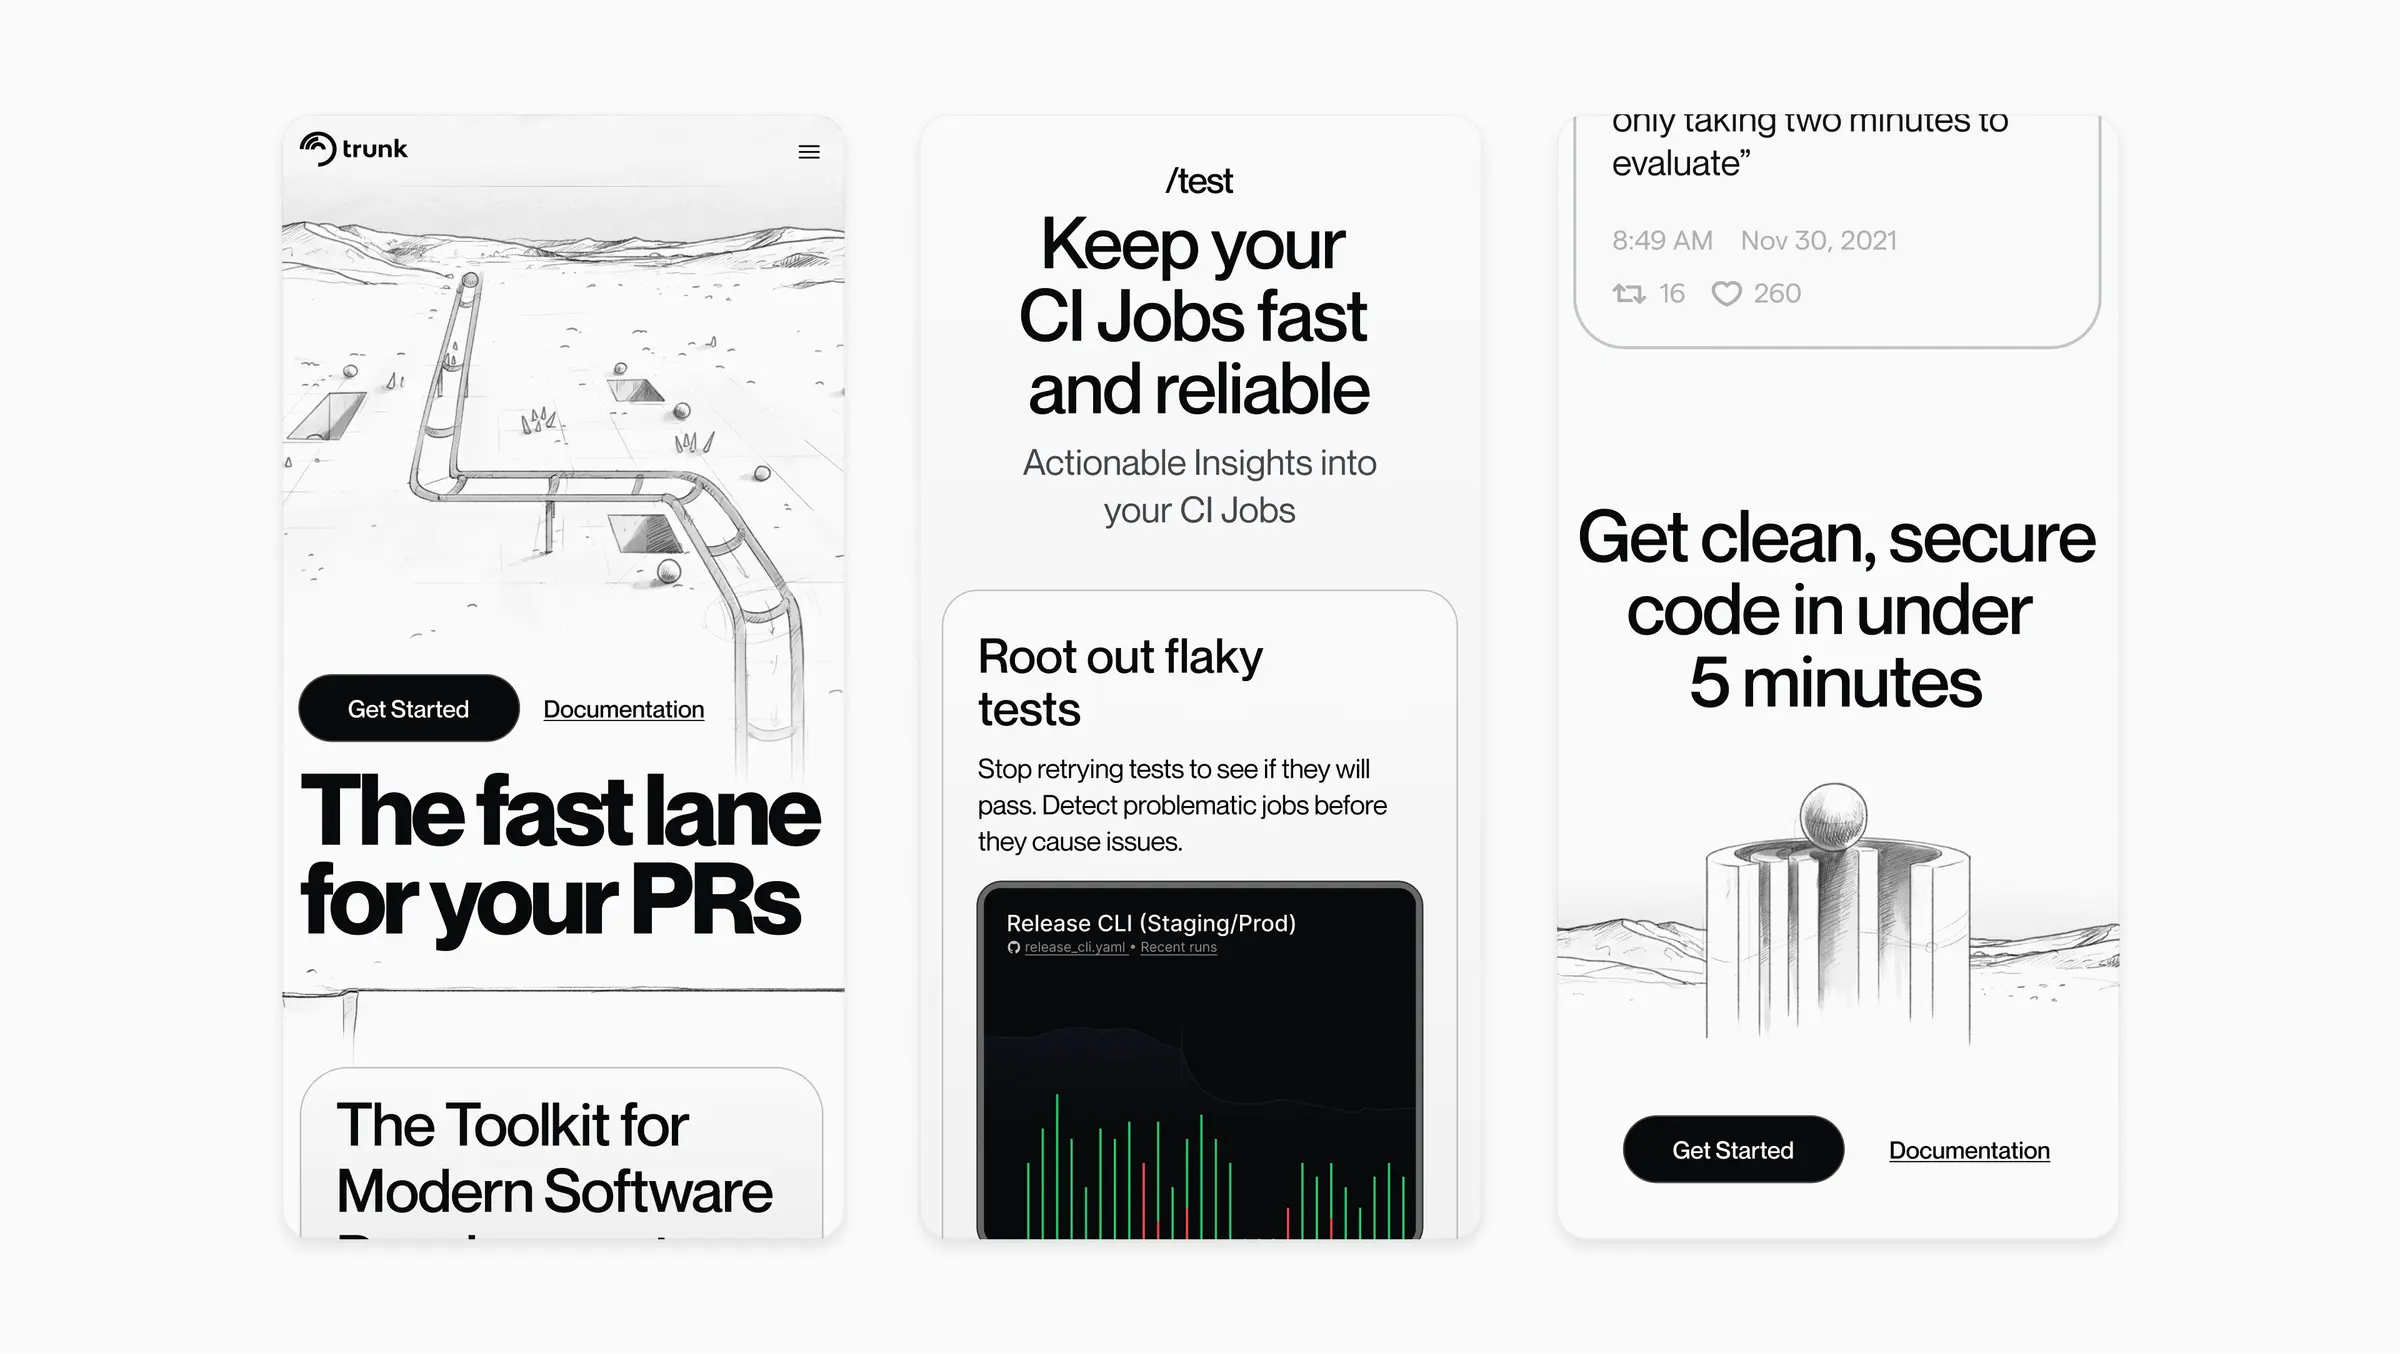 trunk
Get Started
Documentation
The fast lane
for your PRs
The Toolkit for
Modern Software
/test
Keep your
CI Jobs fast
and reliable
Actionable Insights into
your CI Jobs
Root out flaky
tests
Stop retrying tests to see if they will
pass. Detect problematic jobs before
they cause issues.
Release CLI (Staging/Prod)
release_cli.yaml • Recent runs
only taking two minutes to
evaluate”
8:49 AM Nov 30, 2021
16 260
Get clean, secure
code in under
5 minutes
Get Started
Documentation